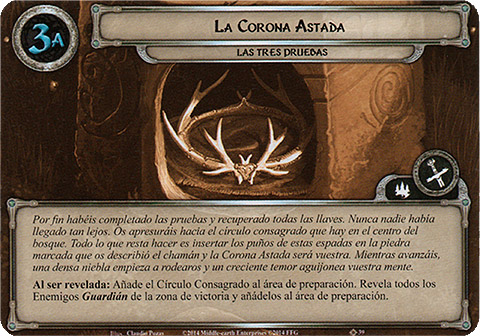 3A
La Corona Astada
Las Tres Pruebas
Por fin habéis completado las pruebas y recuperado todas las llaves. Nunca nadie había
llegado tan lejos. Os apresuráis hacia el círculo consagrado que hay en el centro del
bosque. Todo lo que resta hacer es insertar los puños de estas espadas en la piedra
marcada que os describió el chamán y la Corona Astada será vuestra. Mientras avanzáis,
una densa niebla empieza a rodearos y un creciente temor aguijonea vuestra mente.
Al ser revelada: Añade el Círculo Consagrado al área de preparación. Revela todos los
Enemigos Guardián de la zona de victoria y añádelos al área de preparación.
Ilus. Claudio Pozas ©2014 Middle-earth Enterprises ©2014 FFG 39